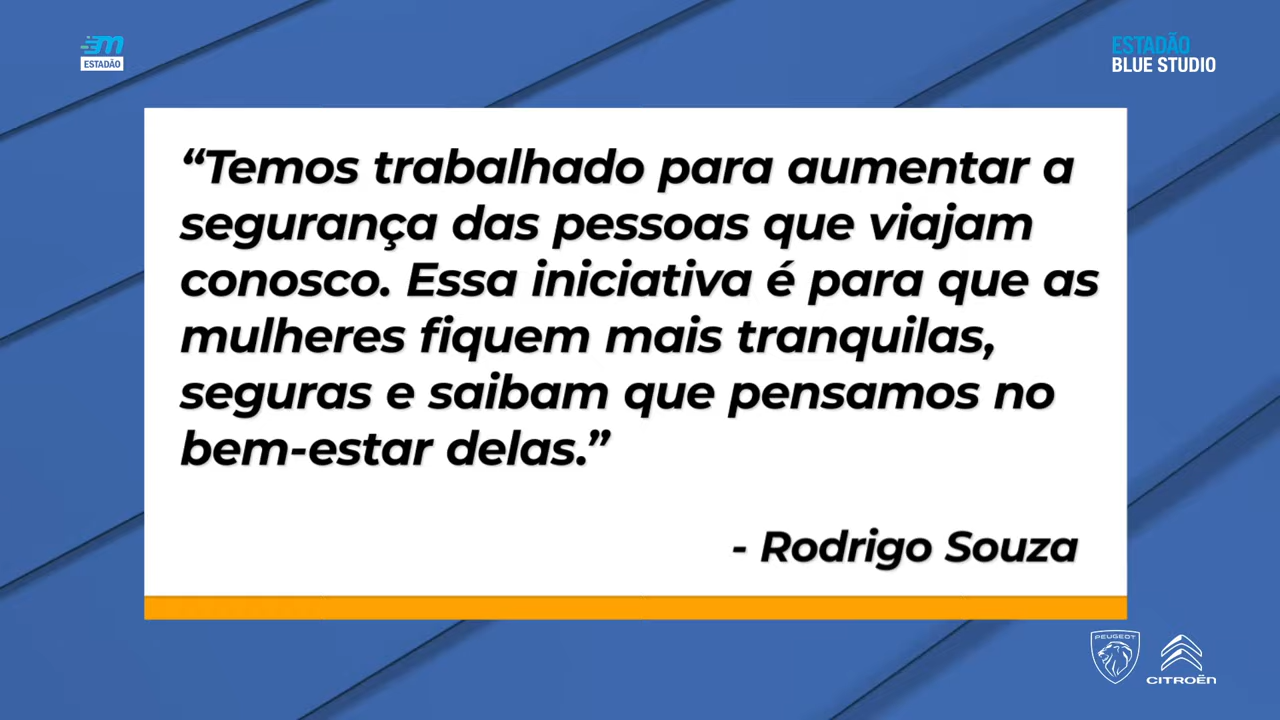 m
ESTADÃO
ESTADÃO
BLUE STUDIO
“Temos trabalhado para aumentar a
segurança das pessoas que viajam
conosco. Essa iniciativa é para que as
mulheres fiquem mais tranquilas,
seguras e saibam que pensamos no
bem-estar delas.”
- Rodrigo Souza
PEUGEOT
CITROËN